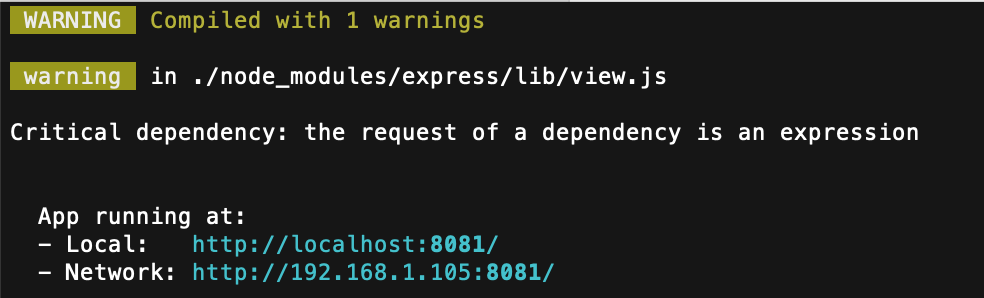 WARNING Compiled with 1 warnings
warning in ./node_modules/express/lib/view.js
Critical dependency: the request of a dependency is an expression
App running at:
- Local: http://localhost:8081/
- Network: http://192.168.1.105:8081/